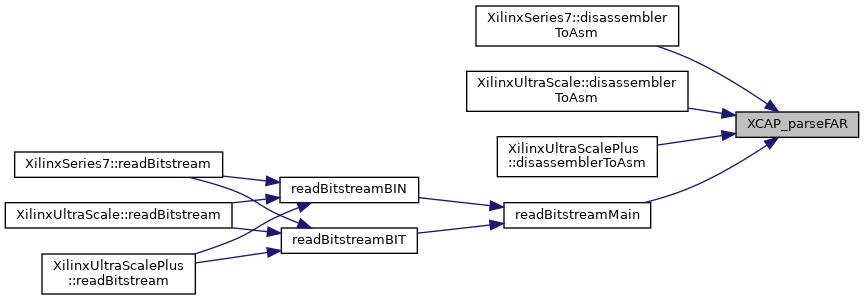 XilinxSeries7::disassembler
ToAsm
XilinxUltraScale::disassembler
ToAsm
XCAP_parseFAR
XilinxUltraScalePlus
::disassemblerToAsm
XilinxSeries7::readBitstream
readBitstreamBIN
XilinxUltraScale::readBitstream
readBitstreamMain
readBitstreamBIT
XilinxUltraScalePlus
::readBitstream